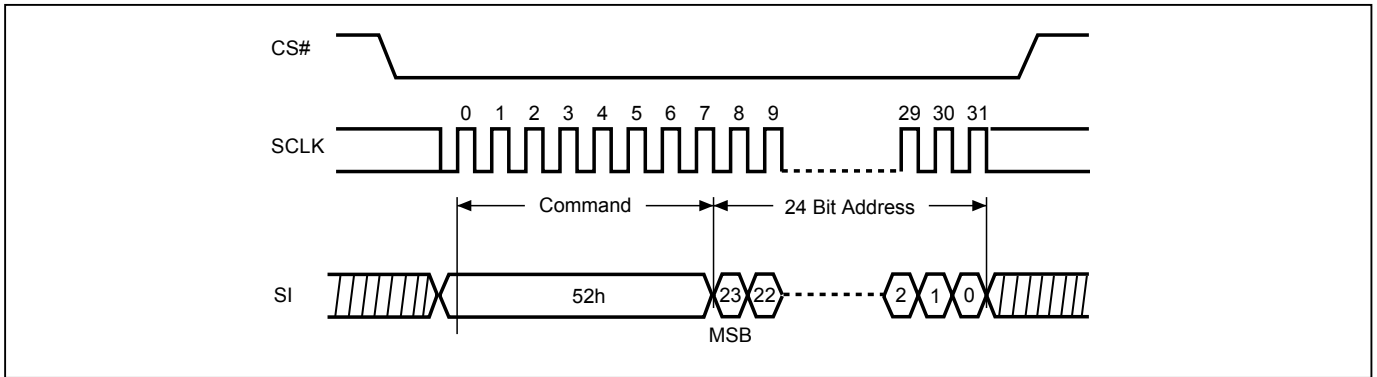 CS#
0 1 2 3 4 5 6 7 8 9 29 30 31
SCLK
Command 24 Bit Address
SI 52h 23 22 2 1 0
MSB